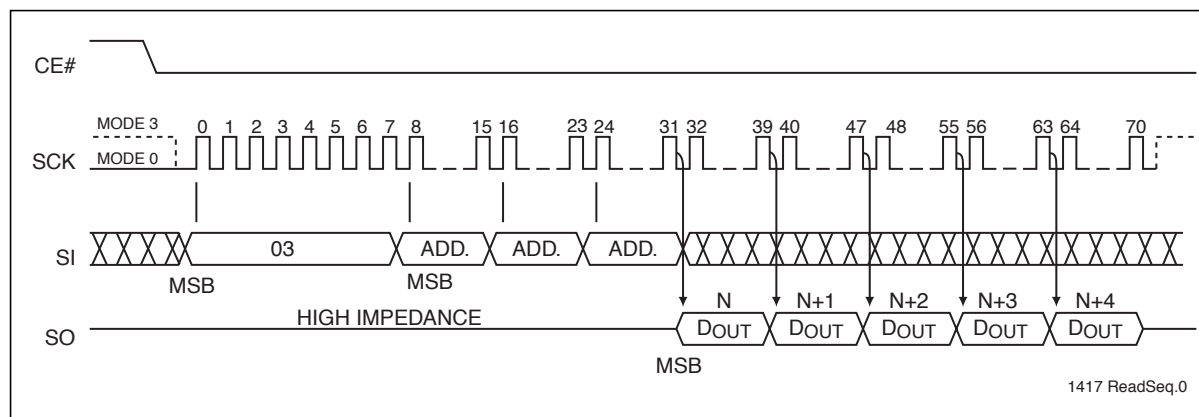 CE#
MODE 3
0 1 2 3 4 5 6 7 8 15 16 23 24 31 32 39 40 47 48 55 56 63 64 70
SCK
MODE 0
SI
03 ADD. ADD. ADD.
MSB MSB
N N+1 N+2 N+3 N+4
HIGH IMPEDANCE
SO
DOUT DOUT DOUT DOUT DOUT
MSB
1417 ReadSeq.0